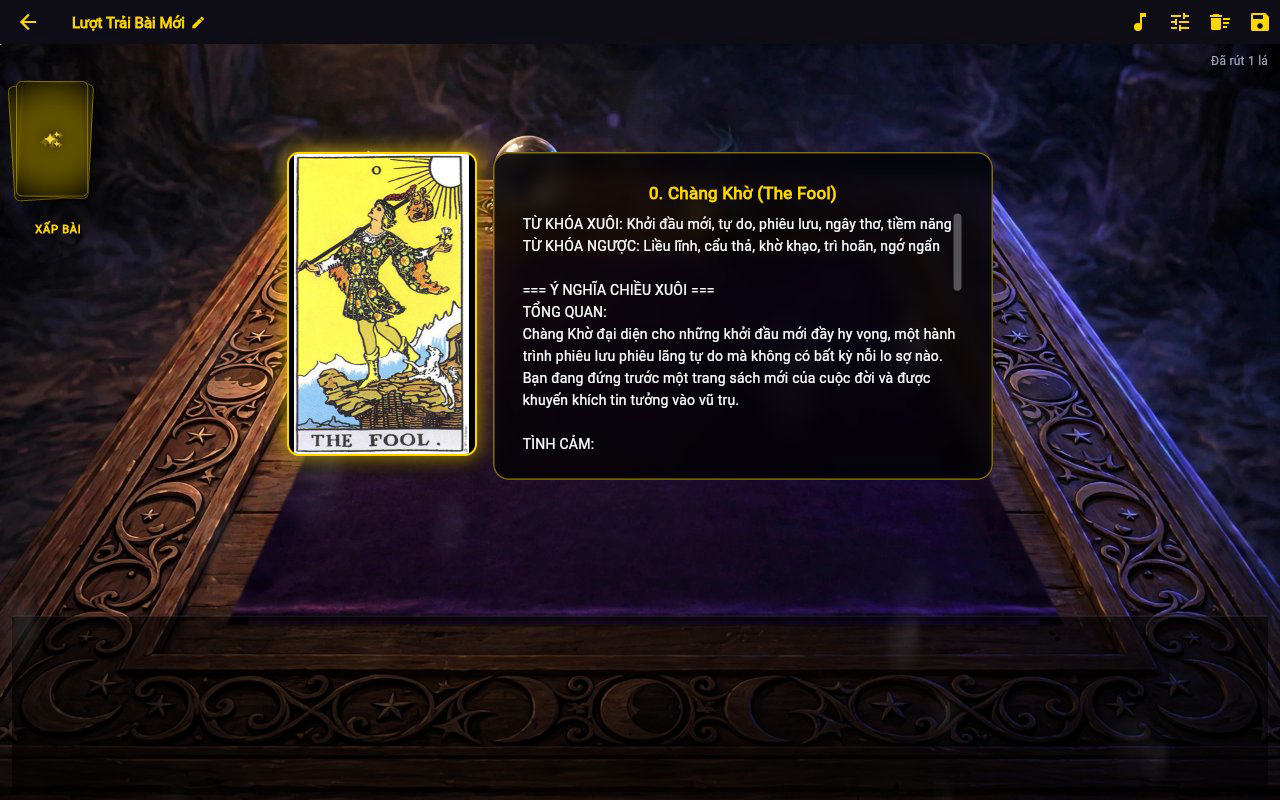 Lượt Trải Bài Mới
Đã rút 1 lá
XẤP BÀI
0
THE FOOL.
0. Chàng Khờ (The Fool)
TỪ KHÓA XUÔI: Khởi đầu mới, tự do, phiêu lưu, ngây thơ, tiềm năng
TỪ KHÓA NGƯỢC: Liều lĩnh, cẩu thả, khờ khạo, trì hoãn, ngớ ngẩn
=== Ý NGHĨA CHIỀU XUÔI ===
TỔNG QUAN:
Chàng Khờ đại diện cho những khởi đầu mới đầy hy vọng, một hành
trình phiêu lưu phiêu lãng tự do mà không có bất kỳ nỗi lo sợ nào.
Bạn đang đứng trước một trang sách mới của cuộc đời và được
khuyến khích tin tưởng vào vũ trụ.
TÌNH CẢM: